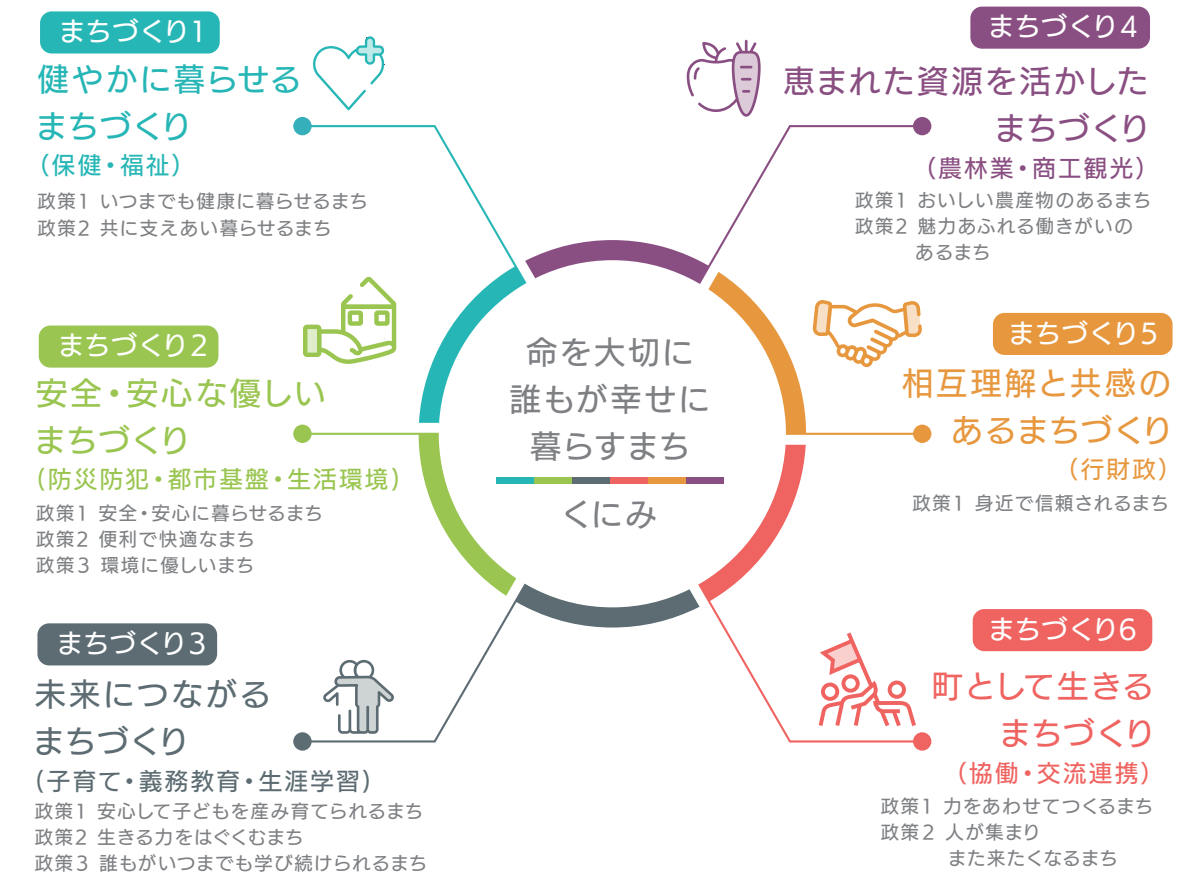 まちづくり1
健やかに暮らせる
まちづくり
（保健・福祉）
政策1 いつまでも健康に暮らせるまち
政策2 共に支えあい暮らせるまち
まちづくり2
安全・安心な優しい
まちづくり
（防災防犯・都市基盤・生活環境）
政策1 安全・安心に暮らせるまち
政策2 便利で快適なまち
政策3 環境に優しいまち
まちづくり3
未来につながる
まちづくり
（子育て・義務教育・生涯学習）
政策1 安心して子どもを産み育てられるまち
政策2 生きる力をはぐくむまち
政策3 誰もがいつまでも学び続けられるまち
命を大切に
誰もが幸せに
暮らすまち
くにみ
まちづくり4
恵まれた資源を活かした
まちづくり
（農林業・商工観光）
政策1 おいしい農産物のあるまち
政策2 魅力あふれる働きがいの
あるまち
まちづくり5
相互理解と共感の
あるまちづくり
（行財政）
政策1 身近で信頼されるまち
まちづくり6
町として生きる
まちづくり
（協働・交流連携）
政策1 力をあわせてつくるまち
政策2 人が集まり
また来たくなるまち